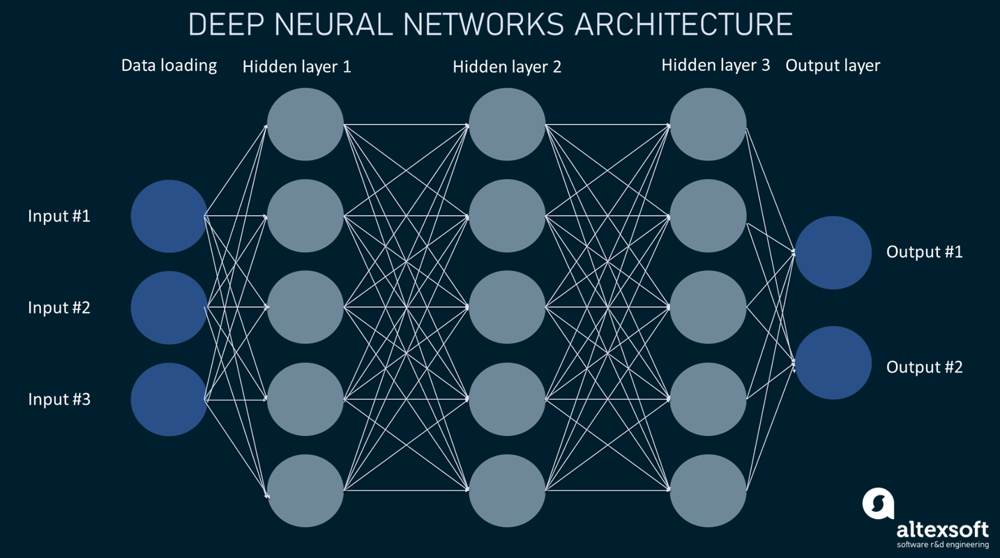 DEEP NEURAL NETWORKS ARCHITECTURE
Data loading
Hidden layer 1
Hidden layer 2
Hidden layer 3
Output layer
Input #1
Input #2
Input #3
Output #1
Output #2
altexsoft
software r&d engineering